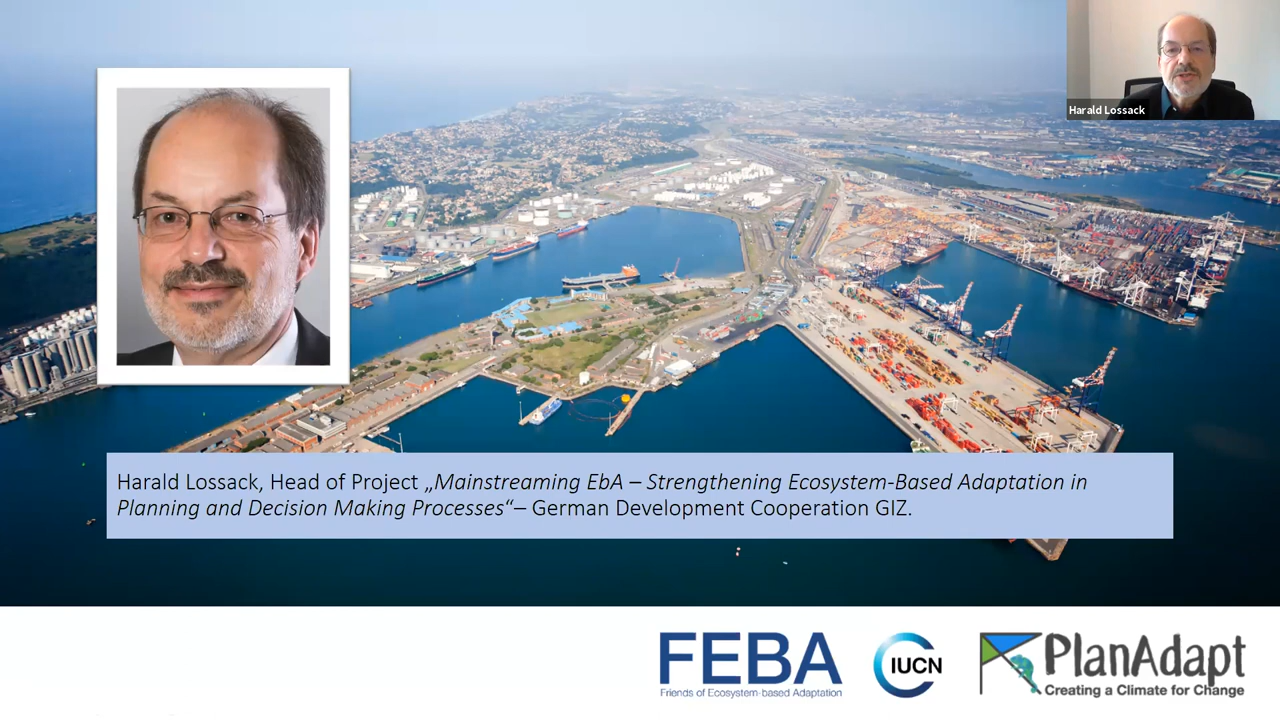 Harald Lossack
Harald Lossack, Head of Project „Mainstreaming EbA – Strengthening Ecosystem-Based Adaptation in
Planning and Decision Making Processes“– German Development Cooperation GIZ.
FEBA
Friends of Ecosystem-based Adaptation
IUCN
PlanAdapt
Creating a Climate for Change